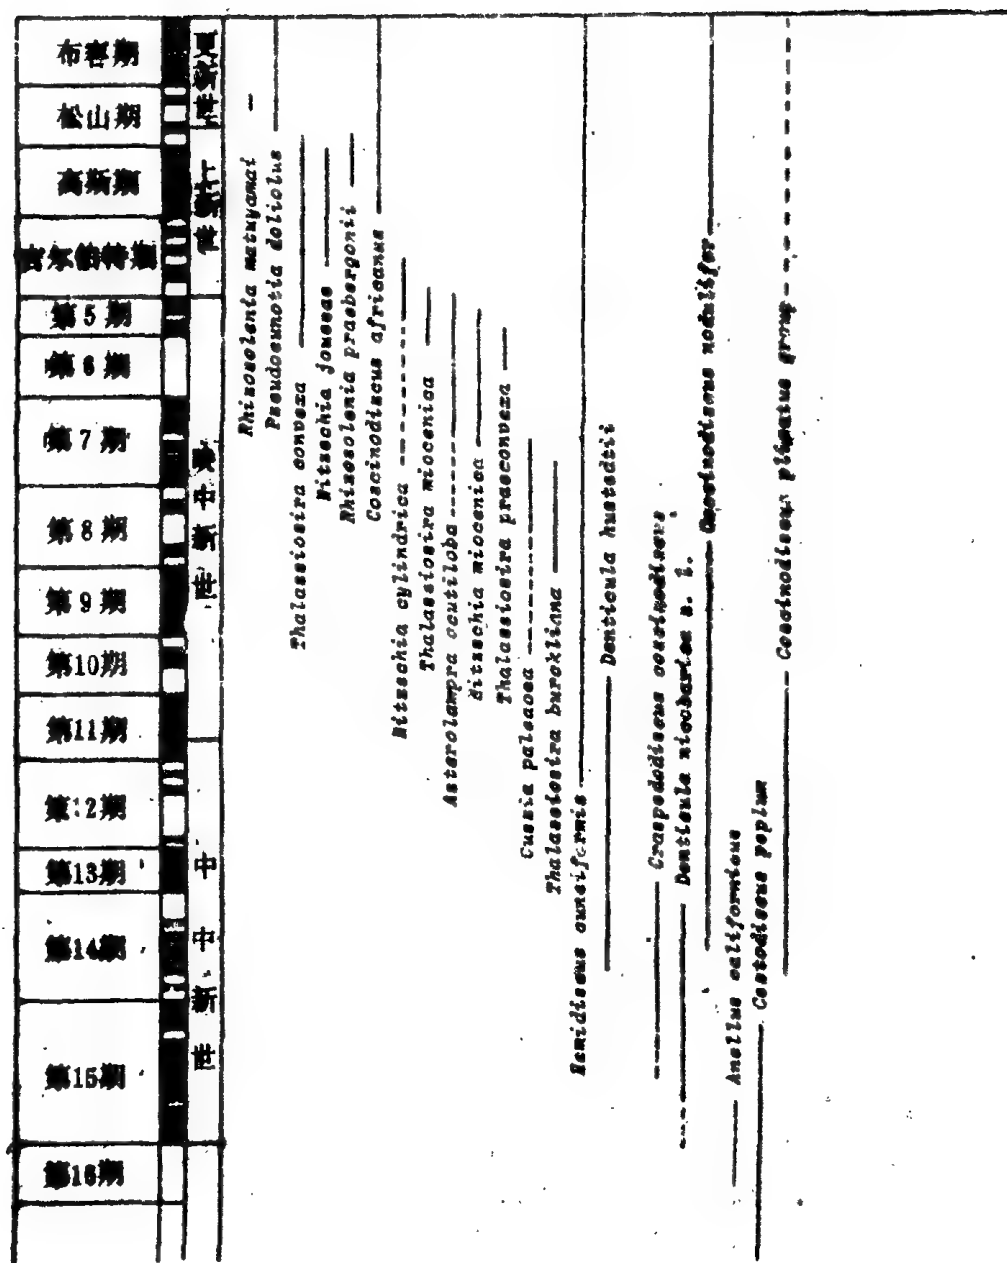 布容期
松山期
高斯期
吉尔伯特期
第5期
第6期
第7期
第8期
第9期
第10期
第11期
第12期
第13期
第14期
第15期
第16期
更新世
上新世
晚中新世
中中新世
Rhizosolenia matuyamai
Pseudoeunotia doliolus
Thalassiosira convexa
Nitzschia jouseae
Rhizosolenia praebergonii
Coscinodiscus africanus
Nitzschia cylindrica
Thalassiosira miocenica
Asterolampra acutiloba
Nitzschia miocenica
Thalassiosira praeconvexa
Cussia paleacea
Thalassiosira burckliana
Hemidiscus cuneiformis
Denticula hustedtii
Craspedodiscus coscinodiscus
Denticula nicobarica s. l.
Coscinodiscus nodulifer
Anellus californicus
Cestodiscus peplum
Coscinodiscus plicatus group